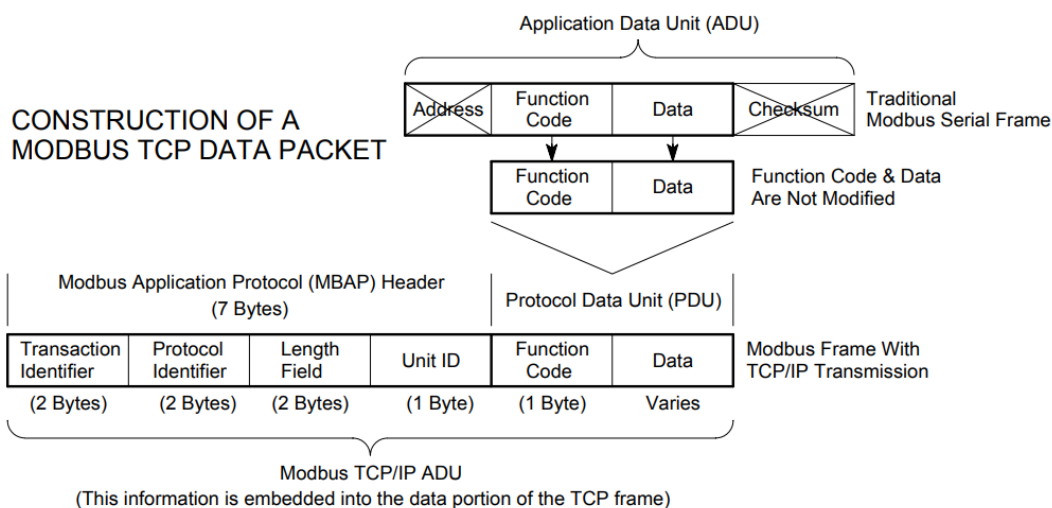 Application Data Unit (ADU)
CONSTRUCTION OF A
MODBUS TCP DATA PACKET
Address
Function
Code
Data
Checksum
Traditional
Modbus Serial Frame
Function
Code
Data
Function Code & Data
Are Not Modified
Modbus Application Protocol (MBAP) Header
(7 Bytes)
Protocol Data Unit (PDU)
Transaction
Identifier
Protocol
Identifier
Length
Field
Unit ID
Function
Code
Data
Modbus Frame With
TCP/IP Transmission
(2 Bytes)
(2 Bytes)
(2 Bytes)
(1 Byte)
(1 Byte)
Varies
Modbus TCP/IP ADU
(This information is embedded into the data portion of the TCP frame)